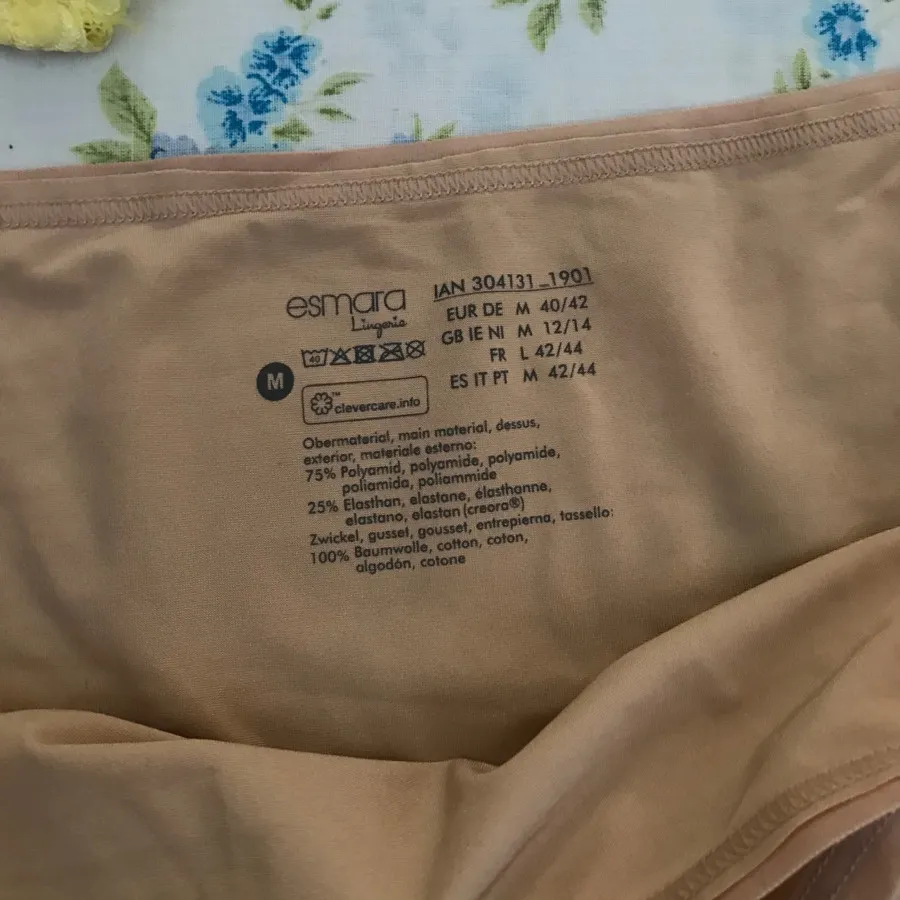 esmara
Lingerie
IAN 304131_1901
EUR DE M 40/42
GB IE NI M 12/14
FR L 42/44
ES IT PT M 42/44
40
M
clevercare.info™
Obermaterial, main material, dessus,
exterior, materiale esterno:
75% Polyamid, polyamide, polyamide,
poliamida, poliammide
25% Elasthan, elastane, élasthanne,
elastano, elastan (creora®)
Zwickel, gusset, gousset, entrepierna, tassello:
100% Baumwolle, cotton, coton,
algodón, cotone